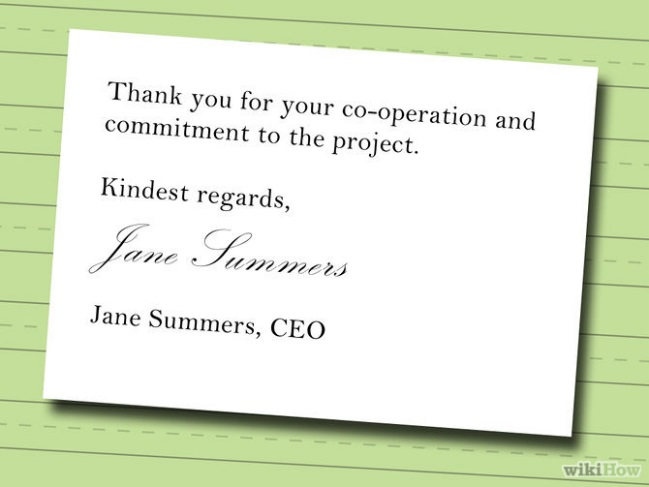 Thank you for your co-operation and
commitment to the project.
Kindest regards,
Jane Summers
Jane Summers, CEO
wikiHow